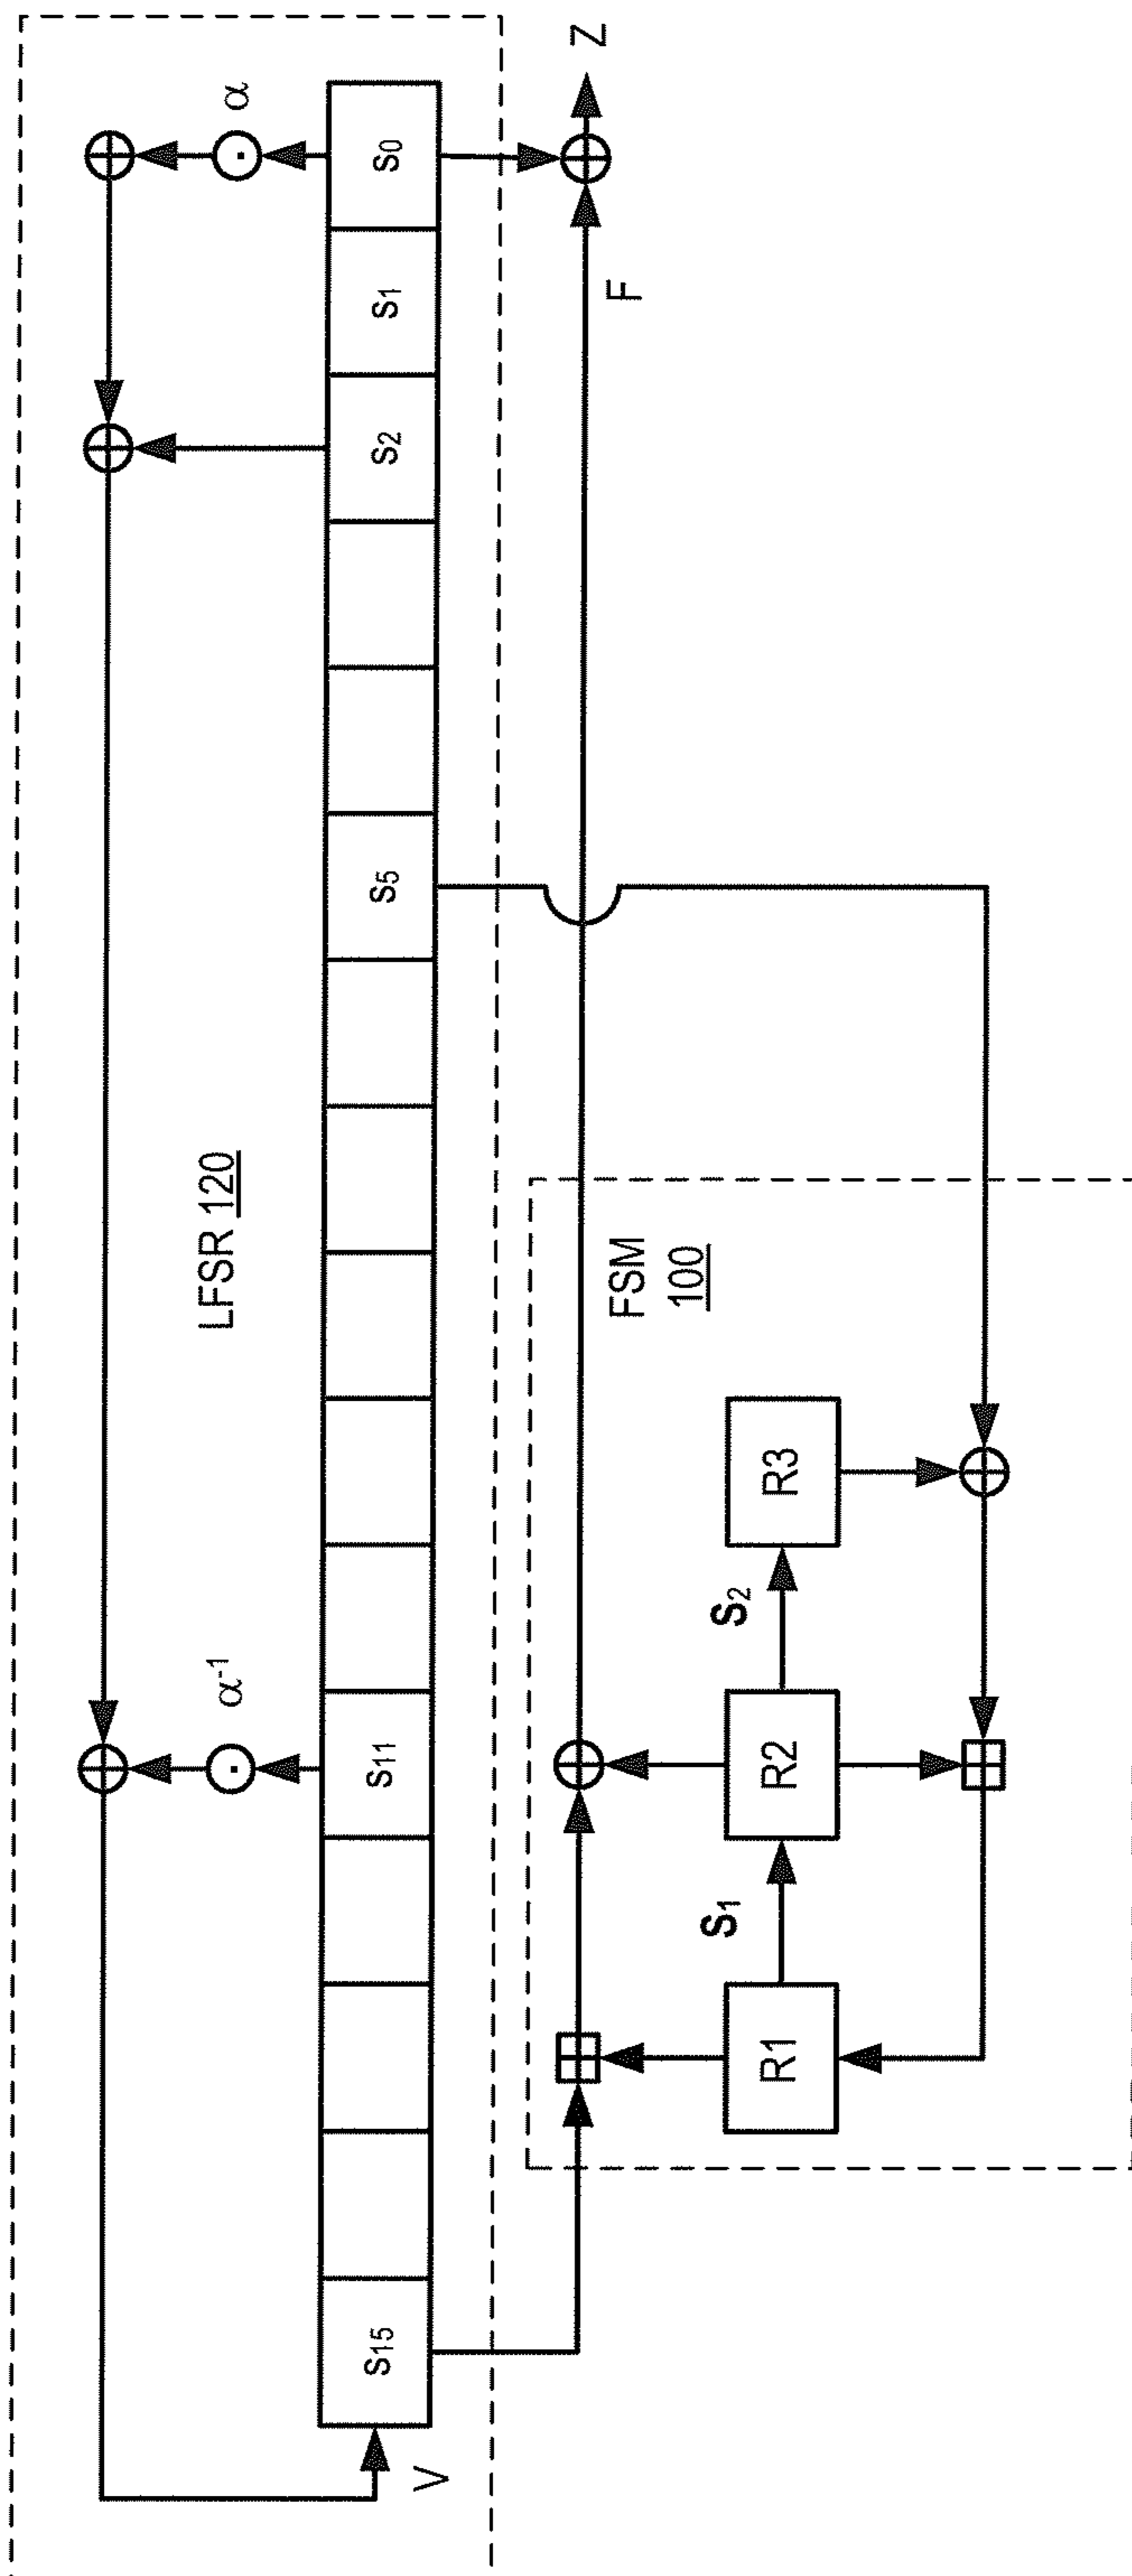 α⁻¹
α
LFSR 120
V
S15
S11
S5
S2
S1
S0
FSM
100
F
Z
S1
S2
R1
R2
R3